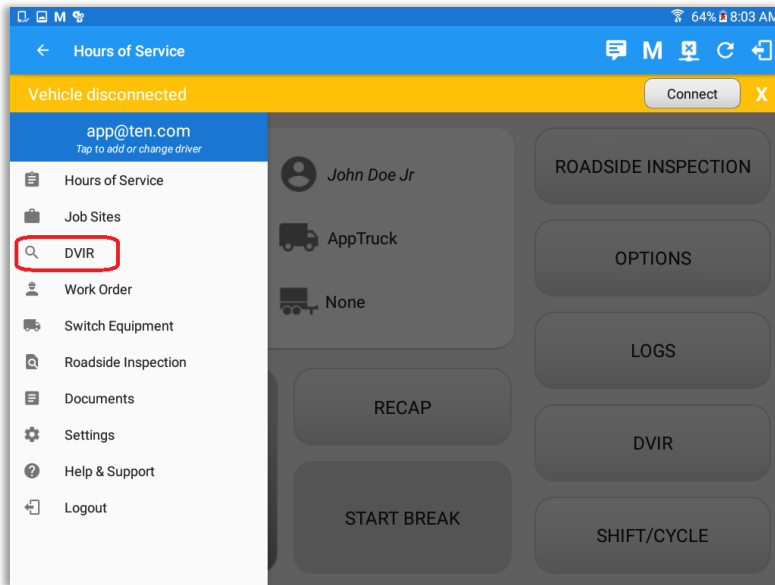 M 64% 8:03 AM
Hours of Service M
Vehicle disconnected Connect X
app@ten.com
Tap to add or change driver
Hours of Service
Job Sites
DVIR
Work Order
Switch Equipment
Roadside Inspection
Documents
Settings
Help & Support
Logout
John Doe Jr
AppTruck
None
RECAP
START BREAK
ROADSIDE INSPECTION
OPTIONS
LOGS
DVIR
SHIFT/CYCLE